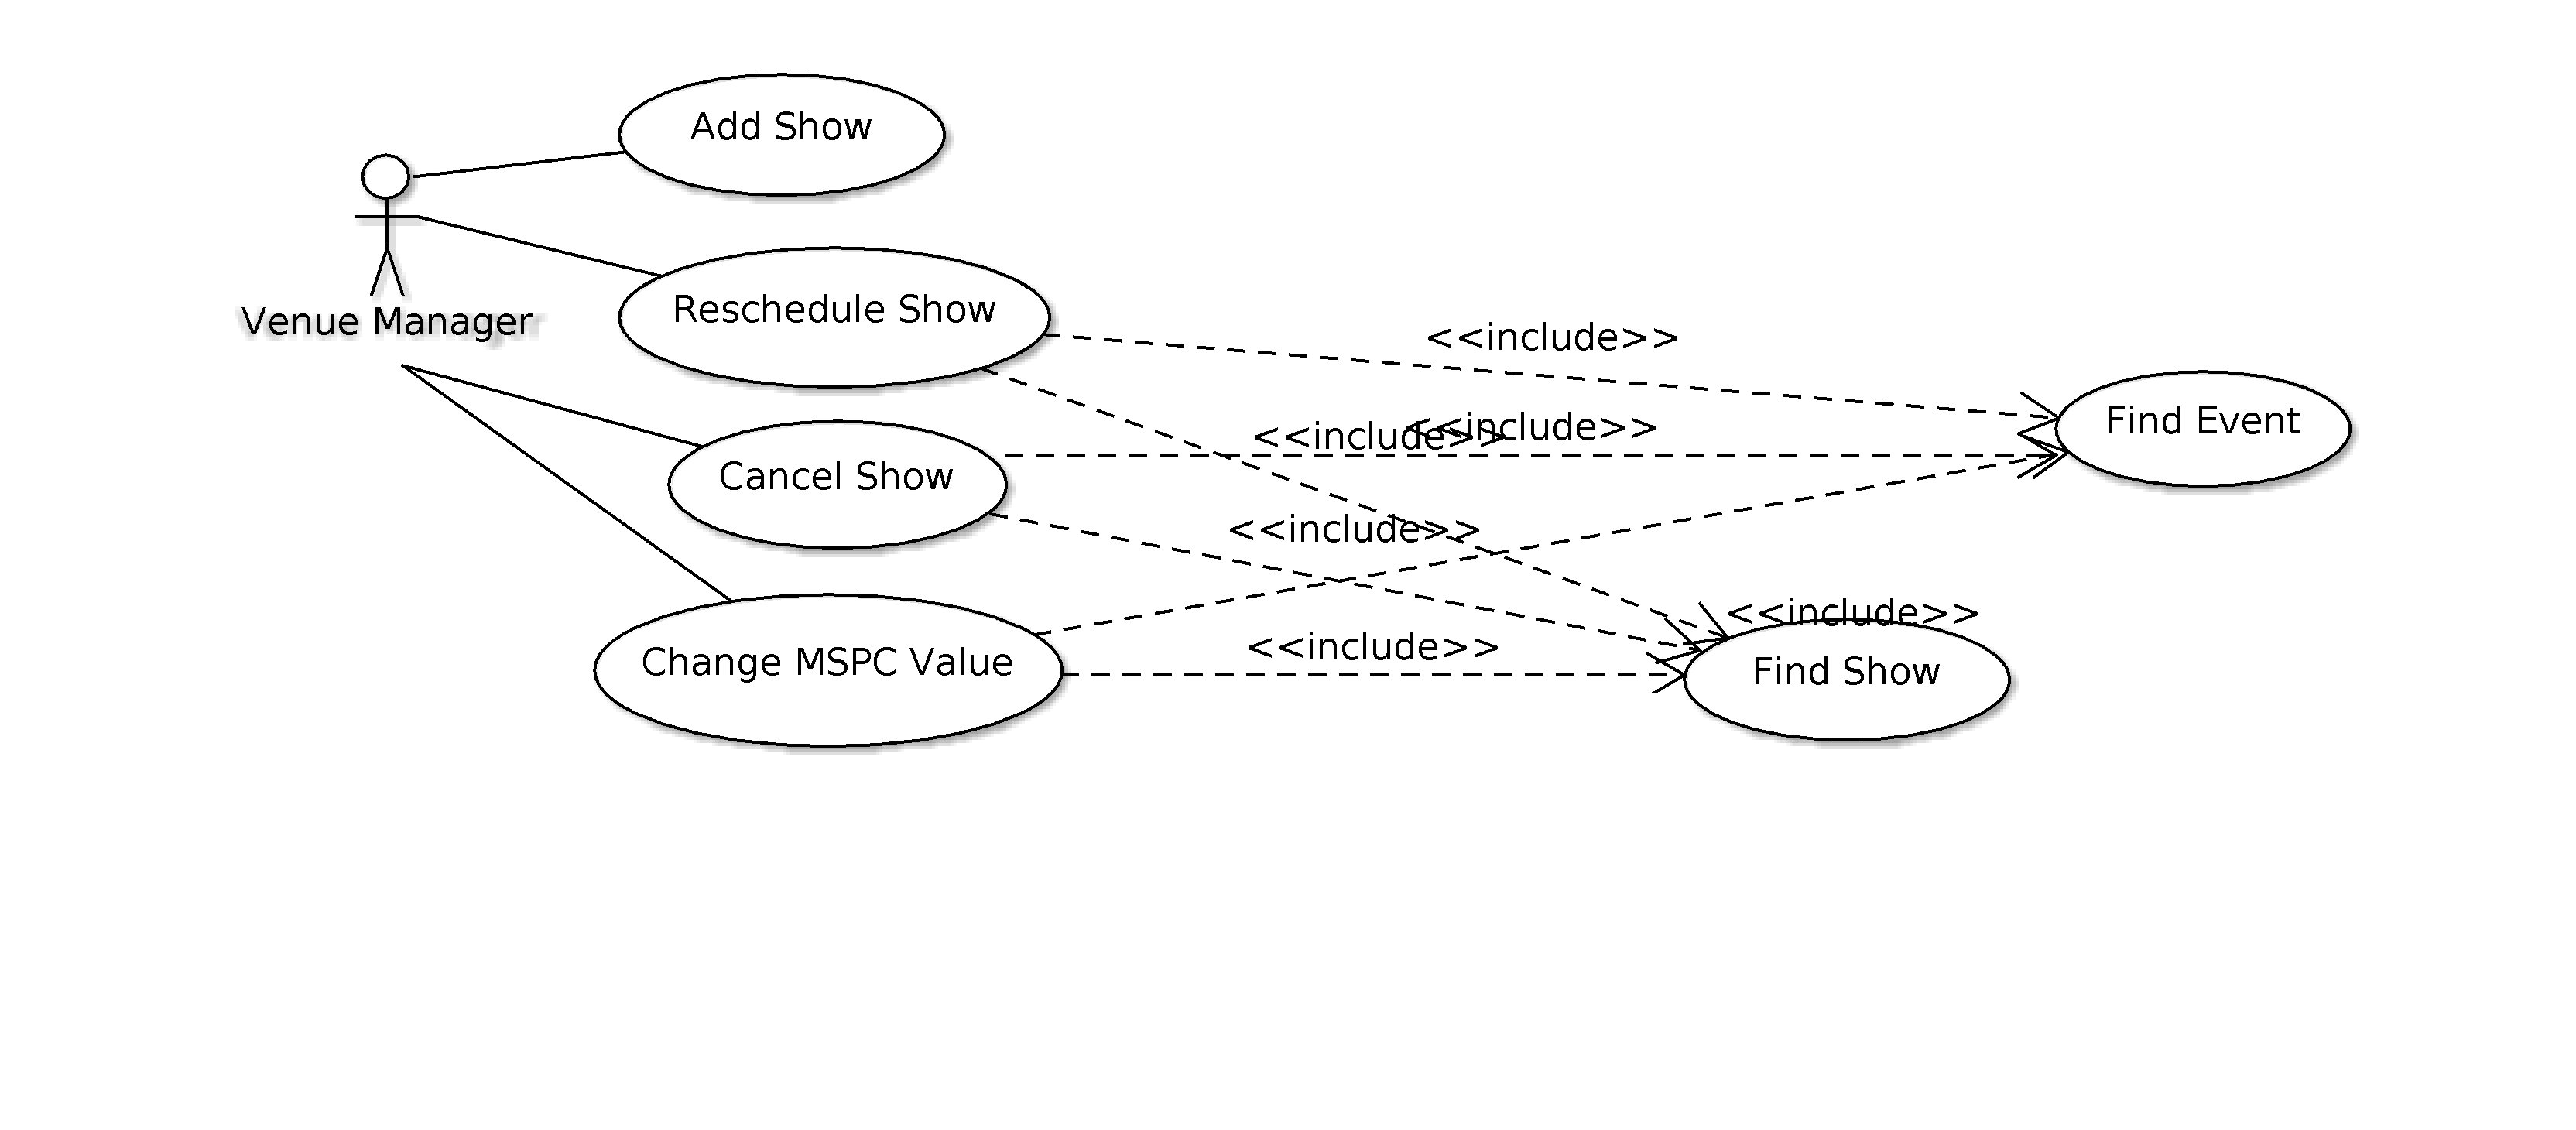 Add Show
Venue Manager
Reschedule Show
<<include>>
Find Event
<<include>>
<<include>>
Cancel Show
<<include>>
<<include>>
Change MSPC Value
<<include>>
Find Show